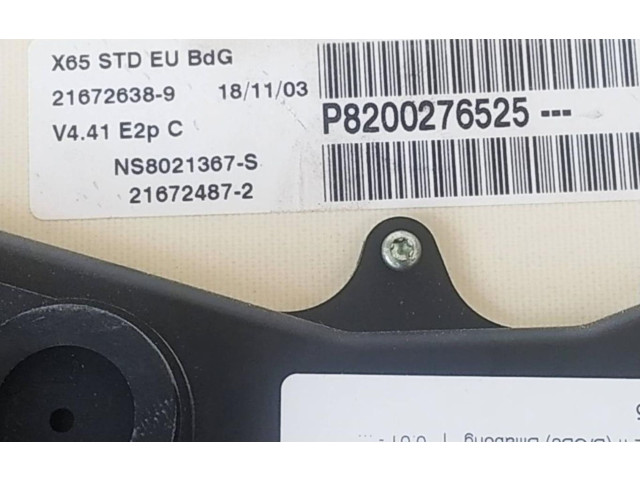 X65 STD EU BdG
21672638-9 18/11/03
V4.41 E2p C
P8200276525---
NS8021367-S
21672487-2